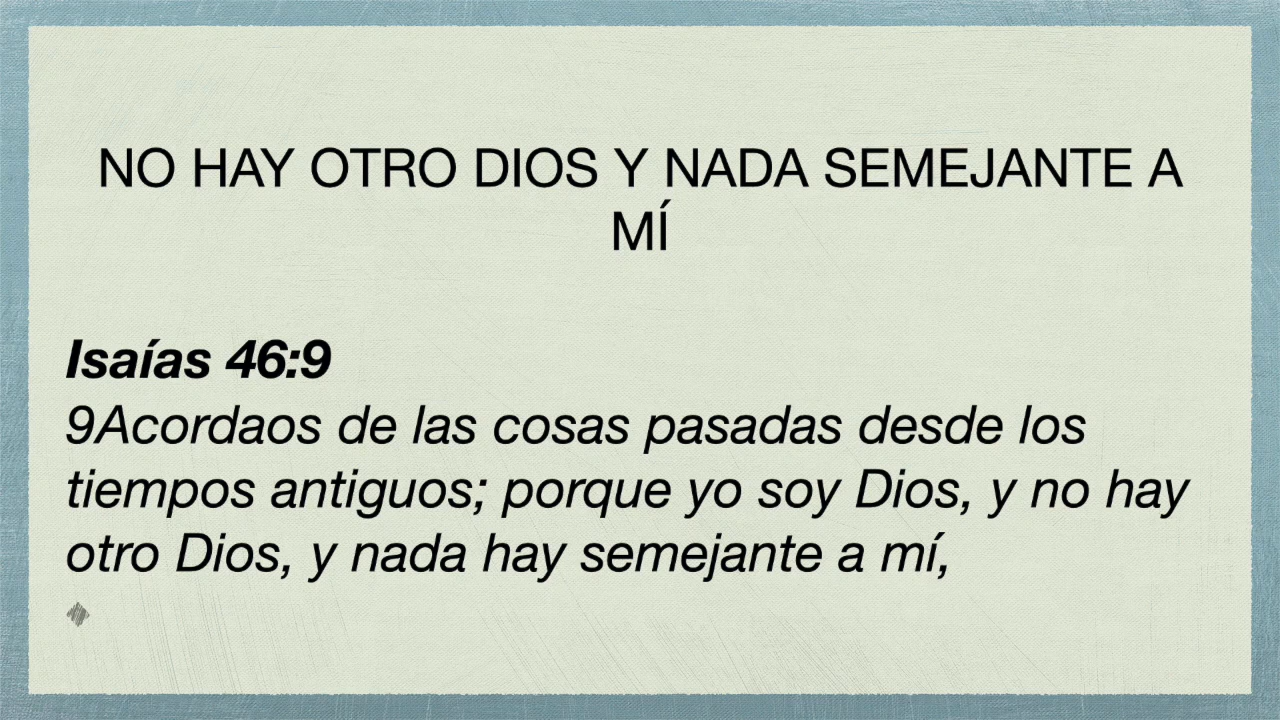 NO HAY OTRO DIOS Y NADA SEMEJANTE A
MÍ
Isaías 46:9
9Acordaos de las cosas pasadas desde los
tiempos antiguos; porque yo soy Dios, y no hay
otro Dios, y nada hay semejante a mí,